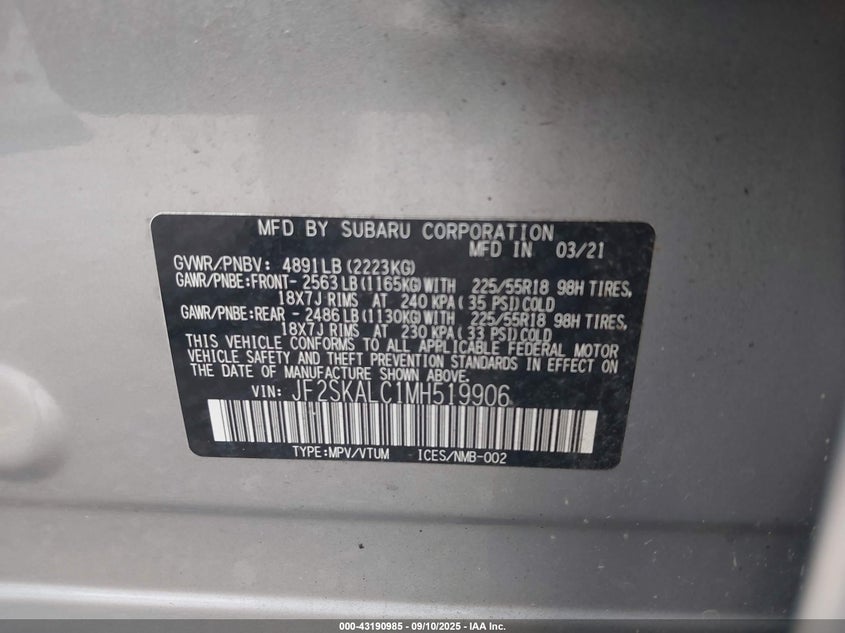 MFD BY SUBARU CORPORATION
MFD IN 03/21
GVWR/PNBV: 4891LB(2223KG)
GAWR/PNBE:FRONT- 2563LB(1165KG)WITH 225/55R18 98H TIRES,
18X7J RIMS AT 240 KPA(35 PSI)COLD
GAWR/PNBE:REAR - 2486LB(1130KG)WITH 225/55R18 98H TIRES,
18X7J RIMS AT 230 KPA(33 PSI)COLD
THIS VEHICLE CONFORMS TO ALL APPLICABLE FEDERAL MOTOR
VEHICLE SAFETY AND THEFT PREVENTION STANDARDS IN EFFECT ON
THE DATE OF MANUFACTURE SHOWN ABOVE.
VIN: JF2SKALC1MH519906
TYPE:MPV/VTUM ICES/NMB-002
000-43190985 - 09/10/2025 - IAA Inc.